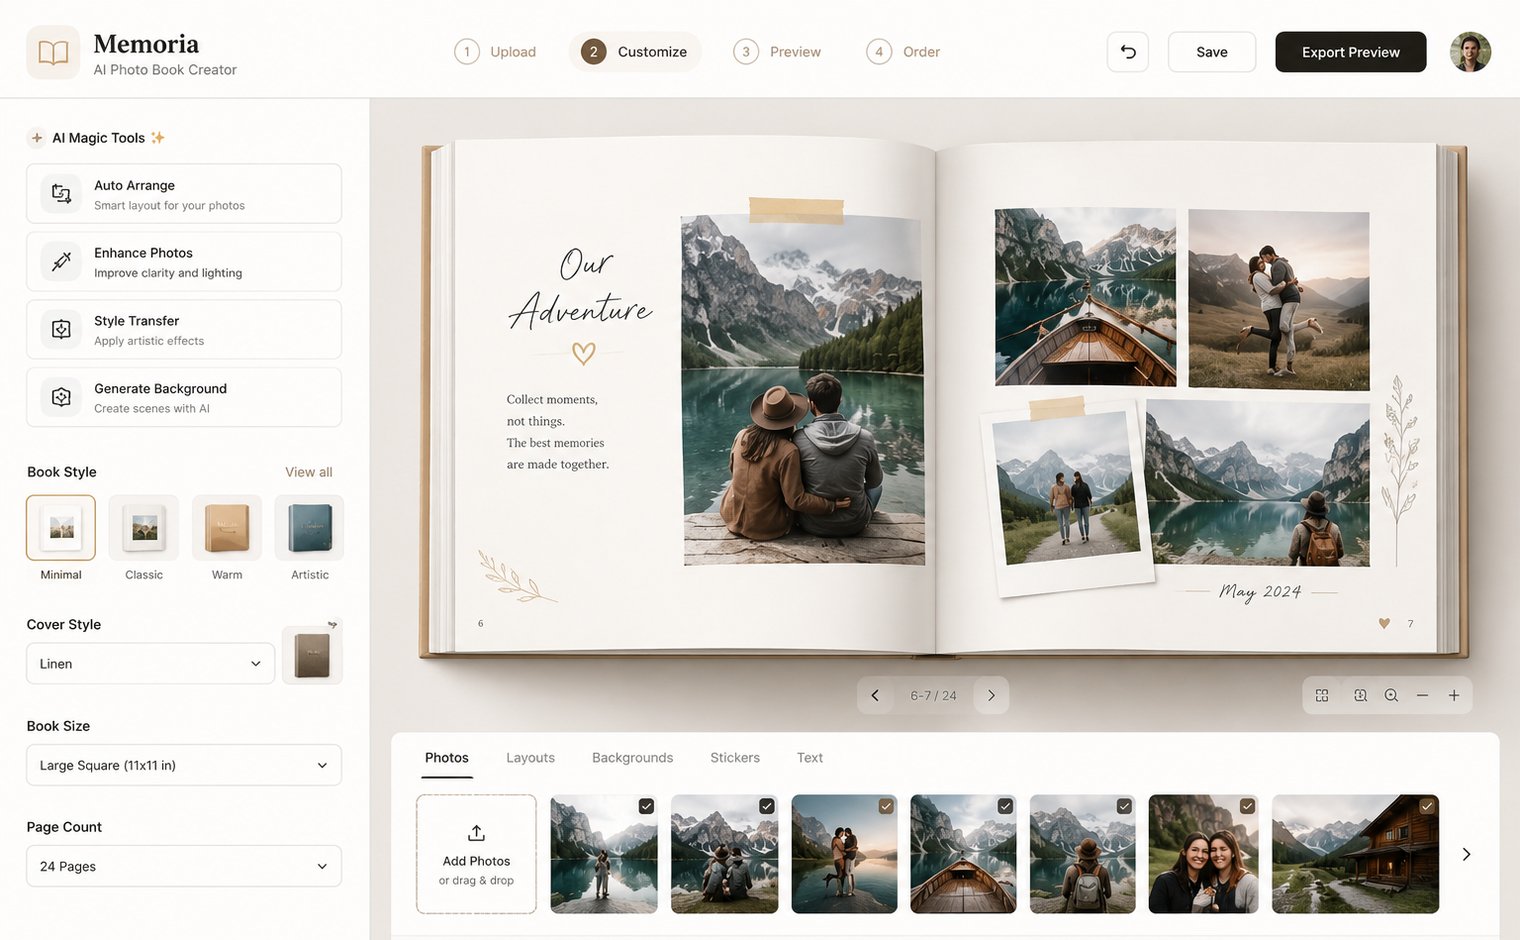 Memoria
AI Photo Book Creator
1 Upload
2 Customize
3 Preview
4 Order
Save
Export Preview
AI Magic Tools
Auto Arrange
Smart layout for your photos
Enhance Photos
Improve clarity and lighting
Style Transfer
Apply artistic effects
Generate Background
Create scenes with AI
Book Style
View all
Minimal
Classic
Warm
Artistic
Cover Style
Linen
Book Size
Large Square (11x11 in)
Page Count
24 Pages
Our
Adventure
Collect moments,
not things.
The best memories
are made together.
6
May 2024
7
6-7 / 24
Photos
Layouts
Backgrounds
Stickers
Text
Add Photos
or drag & drop